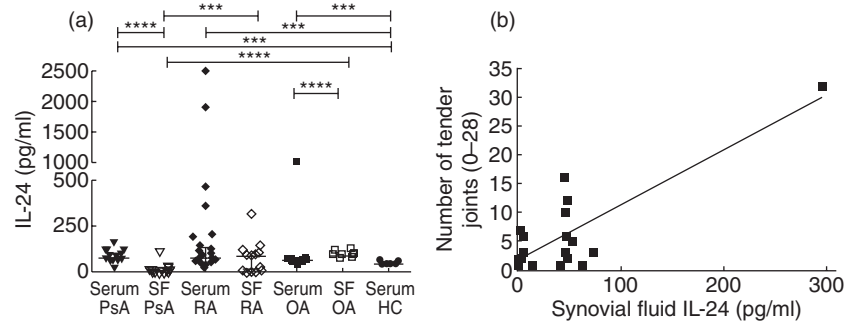 (a)
*** ***
**** ***
***
****
****
2500
2000
1500
1000
500
250
0
IL-24 (pg/ml)
Serum SF Serum SF Serum SF Serum
PsA PsA RA RA OA OA HC
(b)
35
30
25
20
15
10
5
0
Number of tender
joints (0–28)
0 100 200 300
Synovial fluid IL-24 (pg/ml)